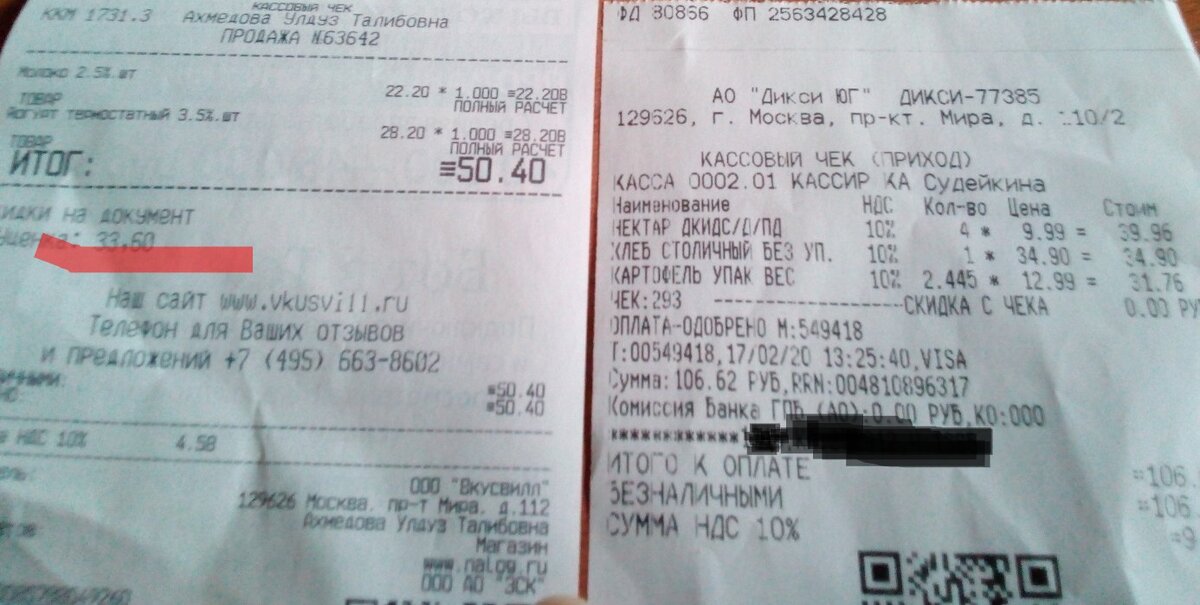 КАССОВЫЙ ЧЕК
ККМ 1731.3 Ахмедова Улдуз Талибовна
ПРОДАЖА №63642
Молоко 2.5%.шт
22.20 * 1.000 =22.20В
ТОВАР ПОЛНЫЙ РАСЧЕТ
Йогурт термостатный 3.5%.шт
28.20 * 1.000 =28.20В
ТОВАР ПОЛНЫЙ РАСЧЕТ
ИТОГ: =50.40
на документ
33.60
Наш сайт www.vkusvill.ru
Телефон для Ваших отзывов
и предложений +7 (495) 663-8602
=50.40
=50.40
НДС 10% 4.58
ООО "Вкусвилл"
129626 Москва, пр-т Мира, д.112
Ахмедова Улдуз Талибовна
Магазин
www.nalog.ru
ООО АО "ЭСК"
ФД 80866 ФП 2563428428
АО "Дикси ЮГ" ДИКСИ-77385
129626, г. Москва, пр-кт. Мира, д. 110/2
КАССОВЫЙ ЧЕК (ПРИХОД)
КАССА 0002.01 КАССИР КА Судейкина
Наименование НДС Кол-во Цена Стоим
НЕКТАР ДКИДС/Д/ПД 10% 4 * 9.99 = 39.96
ХЛЕБ СТОЛИЧНЫЙ БЕЗ УП. 10% 1 * 34.90 = 34.90
КАРТОФЕЛЬ УПАК ВЕС 10% 2.445 * 12.99 = 31.76
ЧЕК:293 ----------------СКИДКА С ЧЕКА 0.00 РУ
ОПЛАТА-ОДОБРЕНО М:549418
Т:00549418,17/02/20 13:25:40,VISA
Сумма:106.62 РУБ,RRN:004810896317
Комиссия Банка ГПБ (АО):0.00 РУБ,КО:000
************
ИТОГО К ОПЛАТЕ =106.
БЕЗНАЛИЧНЫМИ =106.
СУММА НДС 10% =9